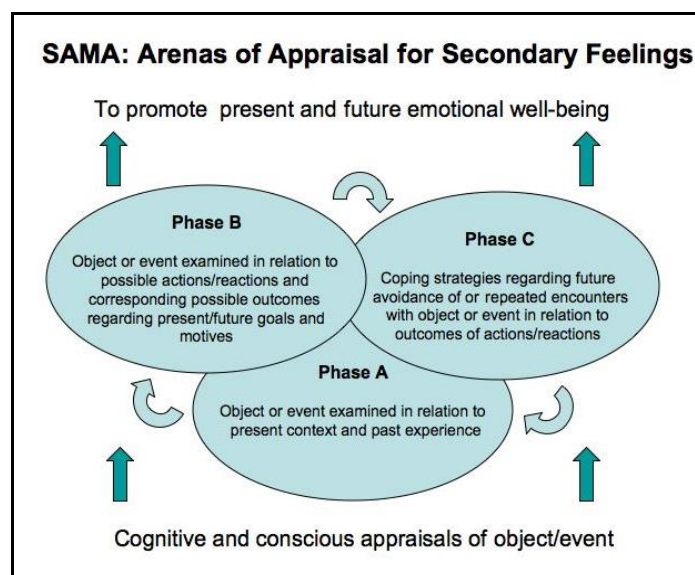 SAMA: Arenas of Appraisal for Secondary Feelings
To promote present and future emotional well-being
Phase B
Object or event examined in relation to
possible actions/reactions and
corresponding possible outcomes
regarding present/future goals and
motives
Phase C
Coping strategies regarding future
avoidance of or repeated encounters
with object or event in relation to
outcomes of actions/reactions
Phase A
Object or event examined in relation to
present context and past experience
Cognitive and conscious appraisals of object/event